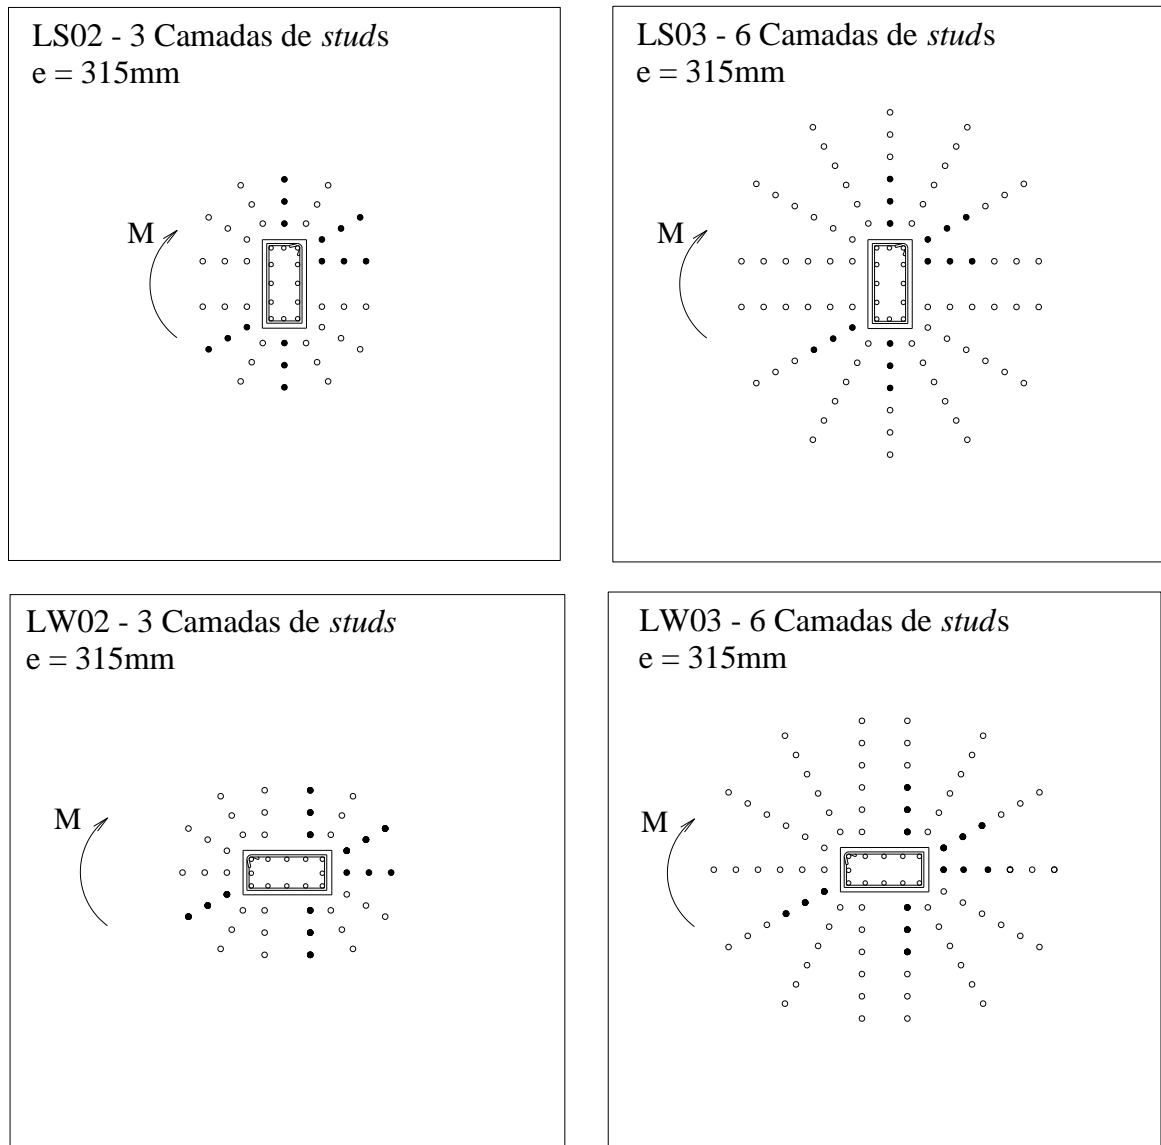 LS02 - 3 Camadas de studs
e = 315mm
M
LS03 - 6 Camadas de studs
e = 315mm
M
LW02 - 3 Camadas de studs
e = 315mm
M
LW03 - 6 Camadas de studs
e = 315mm
M